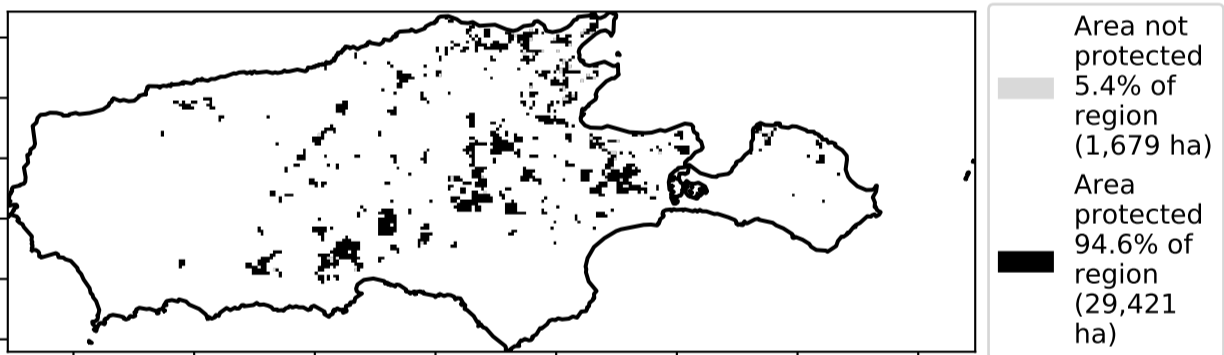 Area not
protected
5.4% of
region
(1,679 ha)
Area
protected
94.6% of
region
(29,421
ha)